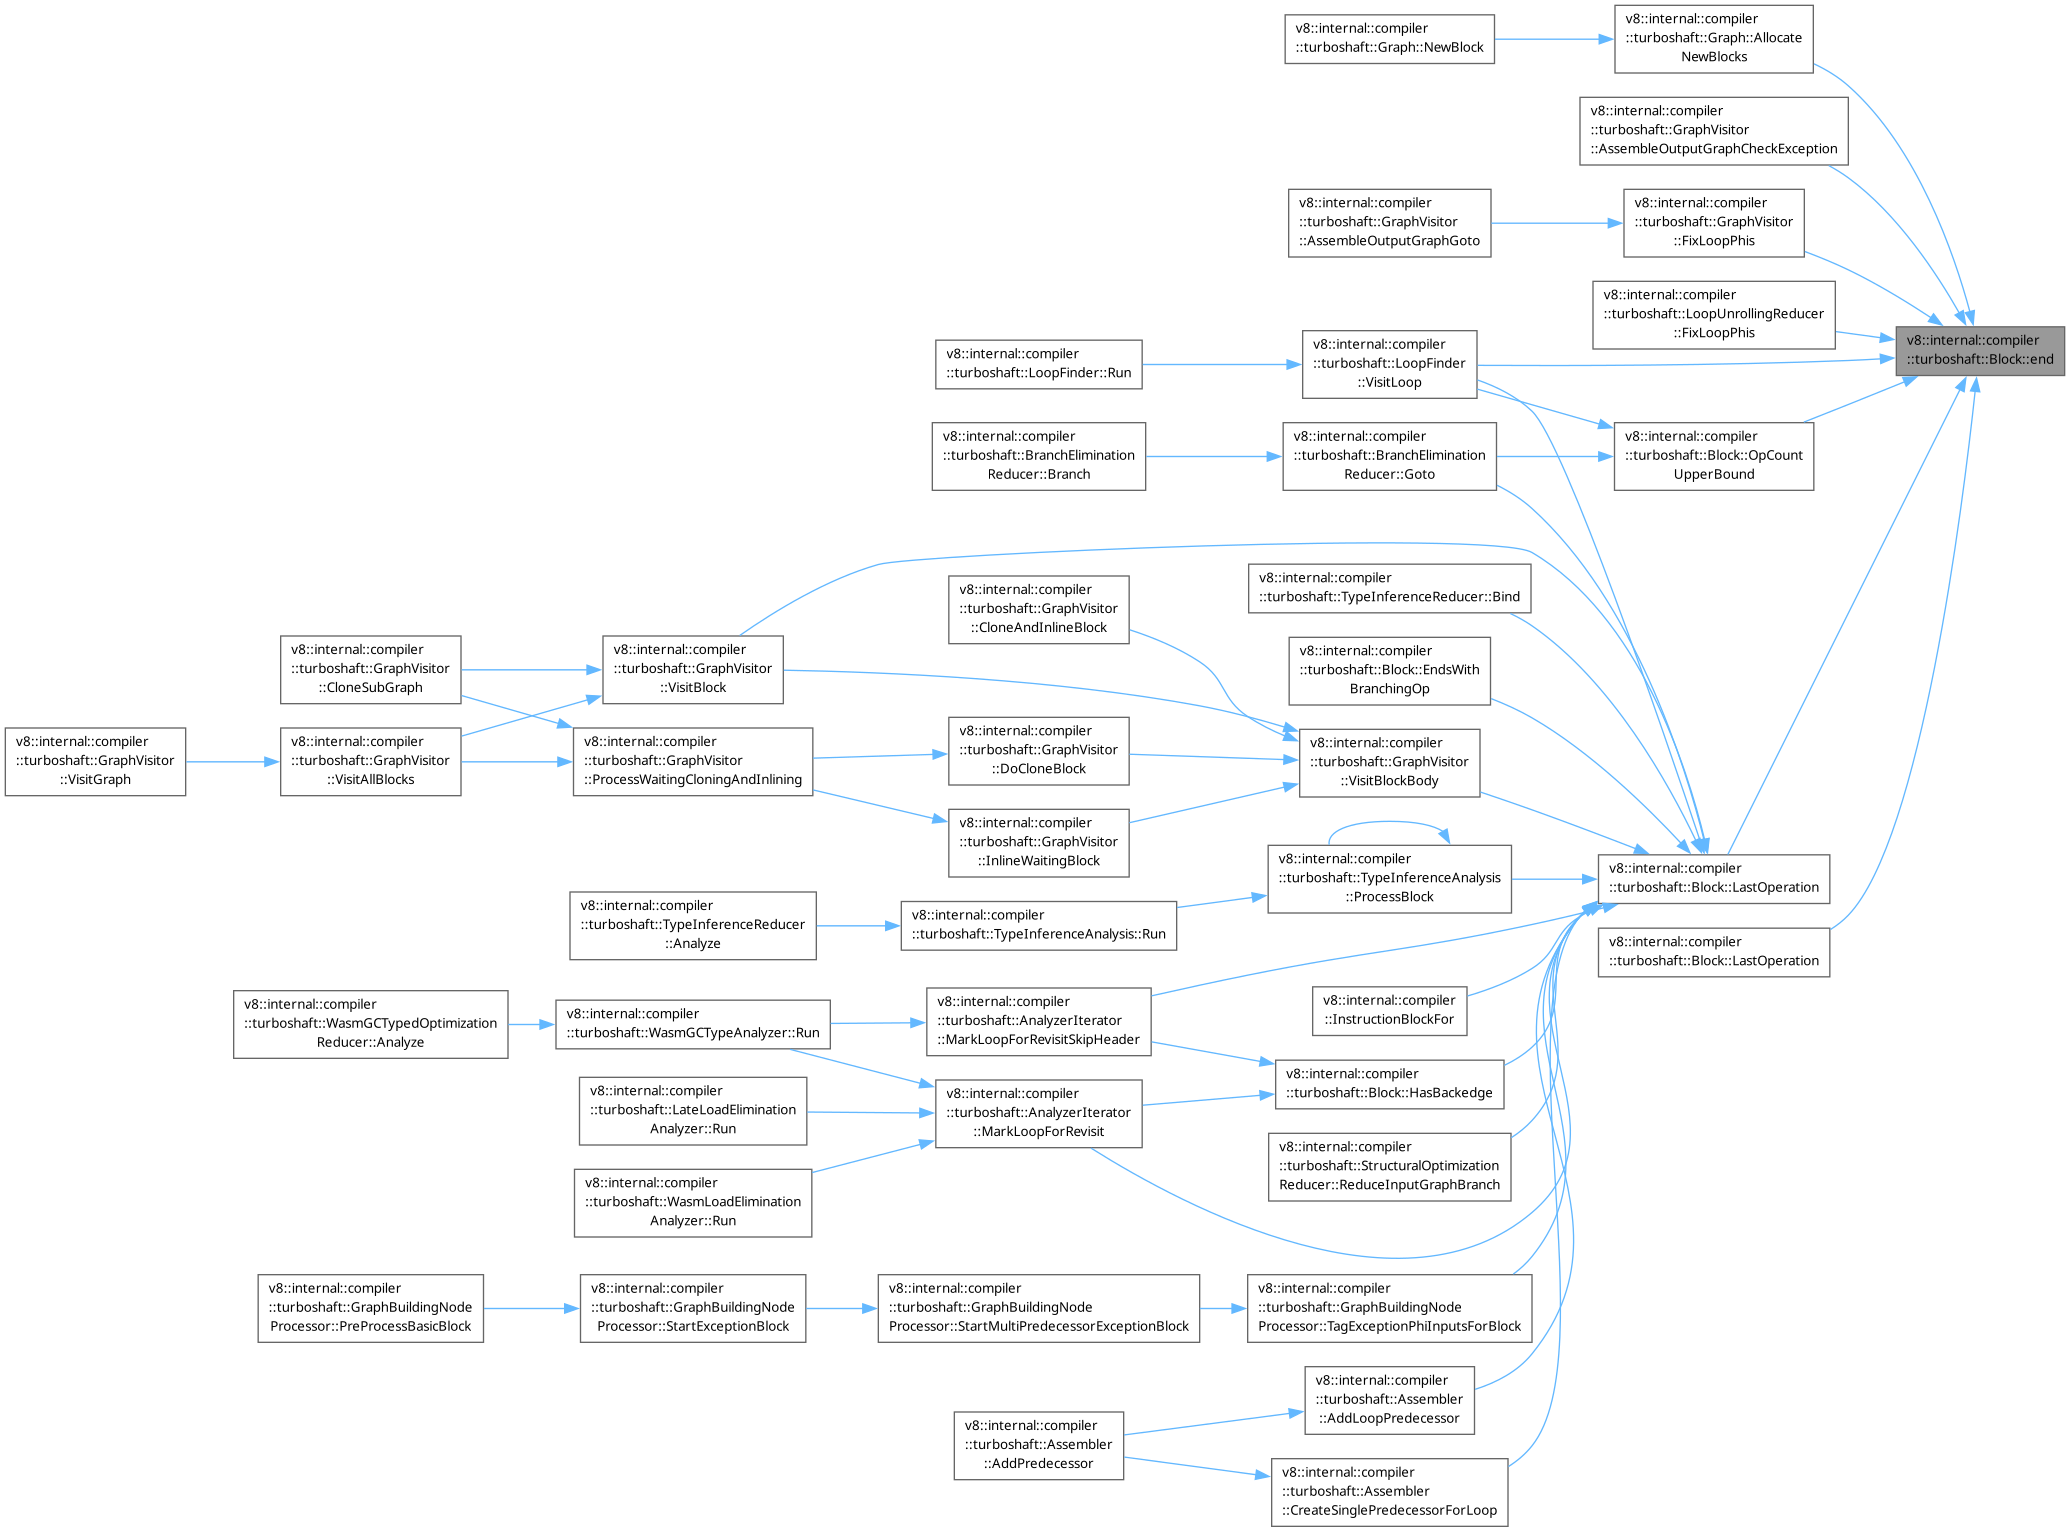 v8::internal::compiler
::turboshaft::Graph::NewBlock
v8::internal::compiler
::turboshaft::Graph::Allocate
NewBlocks
v8::internal::compiler
::turboshaft::GraphVisitor
::AssembleOutputGraphCheckException
v8::internal::compiler
::turboshaft::GraphVisitor
::AssembleOutputGraphGoto
v8::internal::compiler
::turboshaft::GraphVisitor
::FixLoopPhis
v8::internal::compiler
::turboshaft::LoopUnrollingReducer
::FixLoopPhis
v8::internal::compiler
::turboshaft::Block::end
v8::internal::compiler
::turboshaft::LoopFinder::Run
v8::internal::compiler
::turboshaft::LoopFinder
::VisitLoop
v8::internal::compiler
::turboshaft::BranchElimination
Reducer::Branch
v8::internal::compiler
::turboshaft::BranchElimination
Reducer::Goto
v8::internal::compiler
::turboshaft::Block::OpCount
UpperBound
v8::internal::compiler
::turboshaft::GraphVisitor
::CloneAndInlineBlock
v8::internal::compiler
::turboshaft::TypeInferenceReducer::Bind
v8::internal::compiler
::turboshaft::GraphVisitor
::CloneSubGraph
v8::internal::compiler
::turboshaft::GraphVisitor
::VisitBlock
v8::internal::compiler
::turboshaft::Block::EndsWith
BranchingOp
v8::internal::compiler
::turboshaft::GraphVisitor
::VisitGraph
v8::internal::compiler
::turboshaft::GraphVisitor
::VisitAllBlocks
v8::internal::compiler
::turboshaft::GraphVisitor
::ProcessWaitingCloningAndInlining
v8::internal::compiler
::turboshaft::GraphVisitor
::DoCloneBlock
v8::internal::compiler
::turboshaft::GraphVisitor
::VisitBlockBody
v8::internal::compiler
::turboshaft::GraphVisitor
::InlineWaitingBlock
v8::internal::compiler
::turboshaft::TypeInferenceAnalysis
::ProcessBlock
v8::internal::compiler
::turboshaft::Block::LastOperation
v8::internal::compiler
::turboshaft::TypeInferenceReducer
::Analyze
v8::internal::compiler
::turboshaft::TypeInferenceAnalysis::Run
v8::internal::compiler
::turboshaft::Block::LastOperation
v8::internal::compiler
::turboshaft::WasmGCTypedOptimization
Reducer::Analyze
v8::internal::compiler
::turboshaft::WasmGCTypeAnalyzer::Run
v8::internal::compiler
::turboshaft::AnalyzerIterator
::MarkLoopForRevisitSkipHeader
v8::internal::compiler
::InstructionBlockFor
v8::internal::compiler
::turboshaft::Block::HasBackedge
v8::internal::compiler
::turboshaft::LateLoadElimination
Analyzer::Run
v8::internal::compiler
::turboshaft::AnalyzerIterator
::MarkLoopForRevisit
v8::internal::compiler
::turboshaft::StructuralOptimization
Reducer::ReduceInputGraphBranch
v8::internal::compiler
::turboshaft::WasmLoadElimination
Analyzer::Run
v8::internal::compiler
::turboshaft::GraphBuildingNode
Processor::PreProcessBasicBlock
v8::internal::compiler
::turboshaft::GraphBuildingNode
Processor::StartExceptionBlock
v8::internal::compiler
::turboshaft::GraphBuildingNode
Processor::StartMultiPredecessorExceptionBlock
v8::internal::compiler
::turboshaft::GraphBuildingNode
Processor::TagExceptionPhiInputsForBlock
v8::internal::compiler
::turboshaft::Assembler
::AddLoopPredecessor
v8::internal::compiler
::turboshaft::Assembler
::AddPredecessor
v8::internal::compiler
::turboshaft::Assembler
::CreateSinglePredecessorForLoop